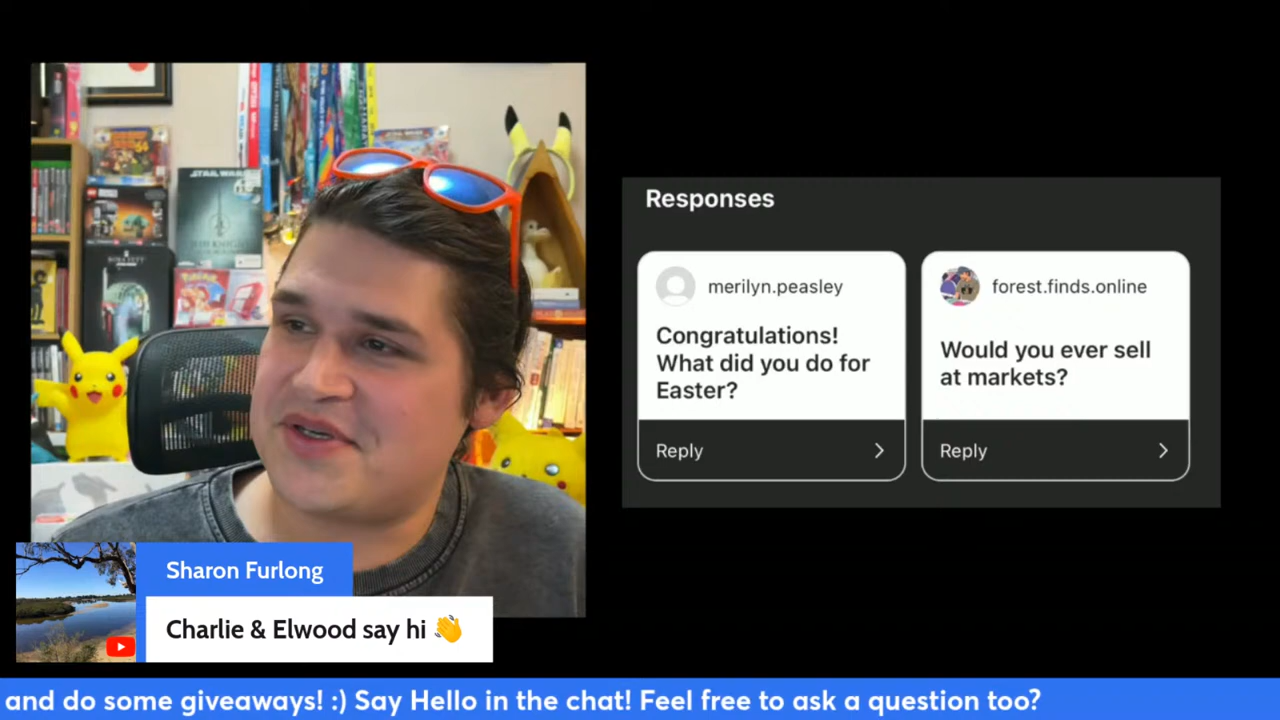 STAR WARS
Responses
merilyn.peasley
Congratulations!
What did you do for
Easter?
Reply
forest.finds.online
Would you ever sell
at markets?
Reply
Sharon Furlong
Charlie & Elwood say hi 👋
and do some giveaways! :) Say Hello in the chat! Feel free to ask a question too?